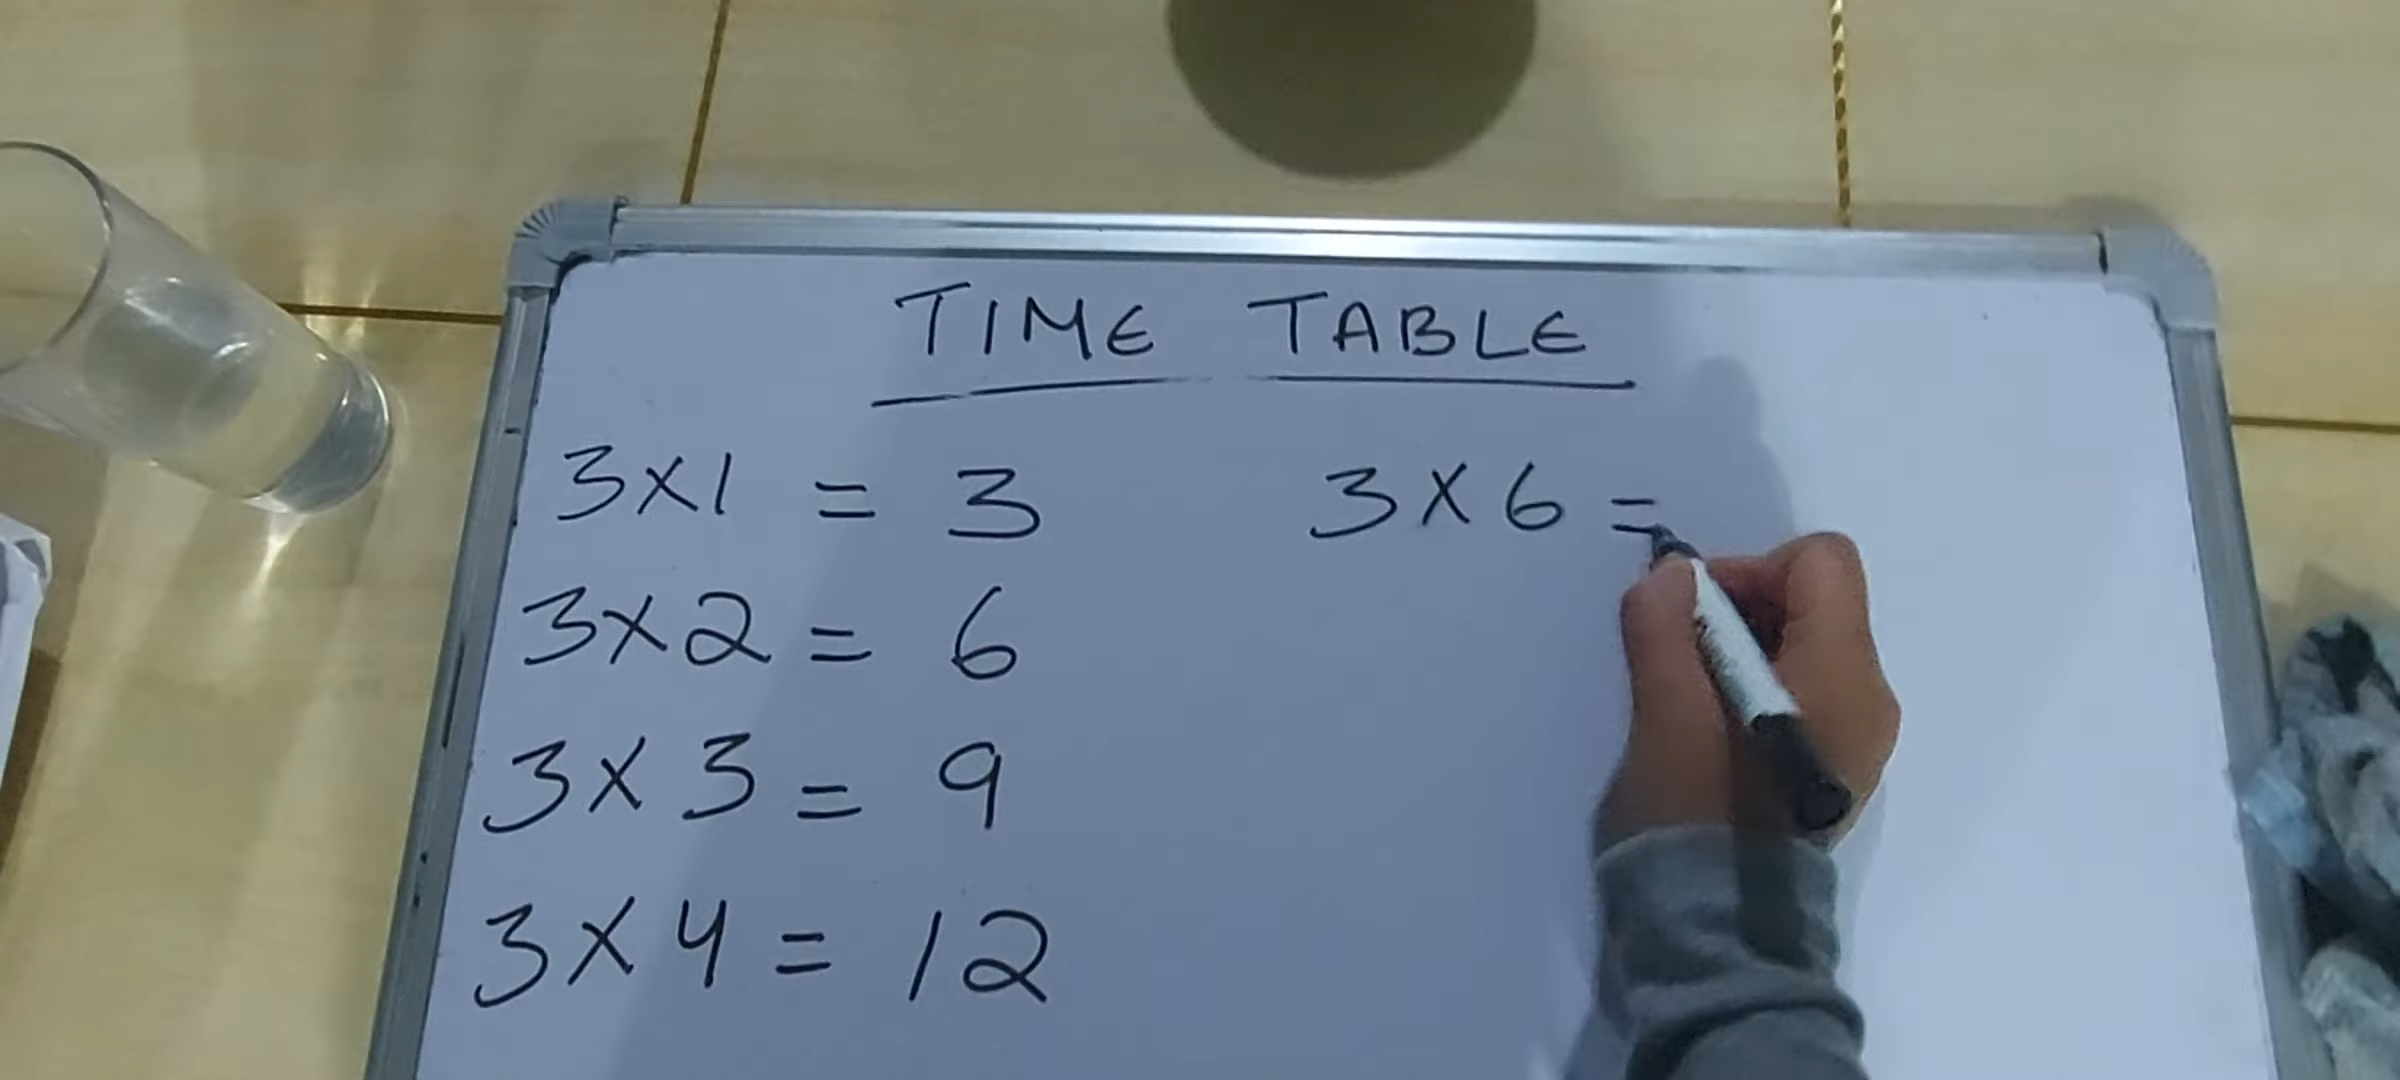 TIME TABLE
3x1 = 3
3x2 = 6
3x3 = 9
3x4 = 12
3x6 =